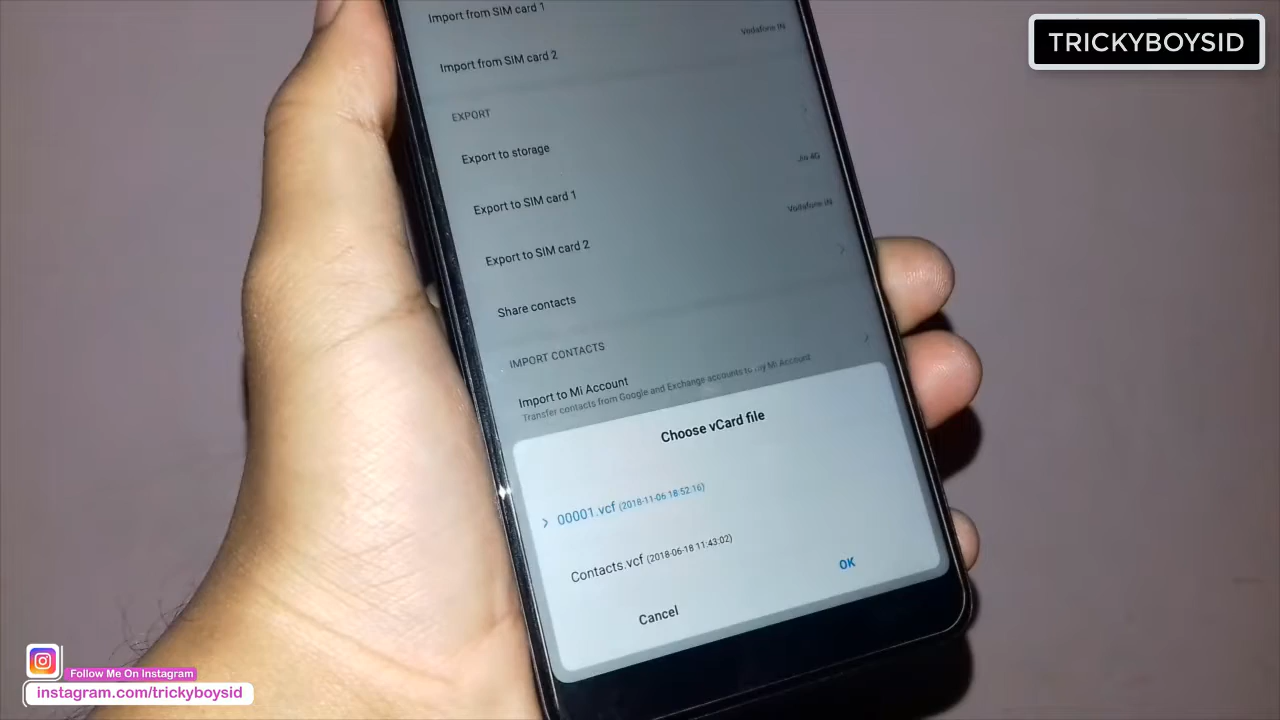 TRICKYBOYSID
Import from SIM card 1
Vodafone IN
Import from SIM card 2
EXPORT
Export to storage
Jio 4G
Export to SIM card 1
Vodafone IN
Export to SIM card 2
Share contacts
IMPORT CONTACTS
Import to Mi Account
Transfer contacts from Google and Exchange accounts to my Mi Account
Choose vCard file
00001.vcf (2018-11-06 18:52:16)
Contacts.vcf (2018-06-18 11:43:02)
Cancel
OK
Follow Me On Instagram
instagram.com/trickyboysid